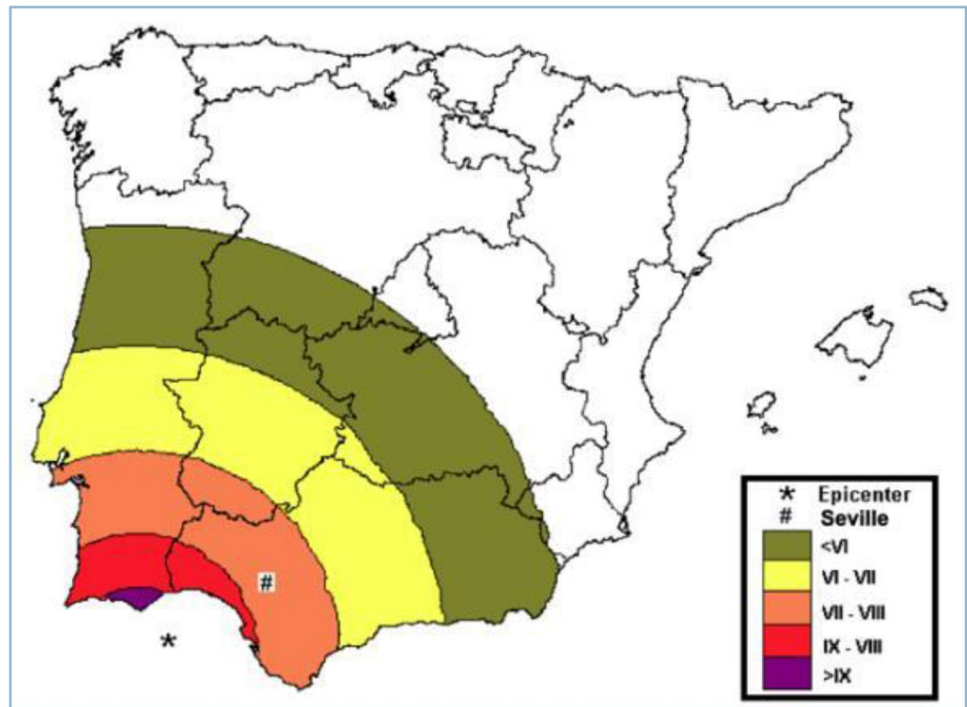 #
*
* Epicenter
# Seville
<VI
VI - VII
VII - VIII
IX - VIII
>IX